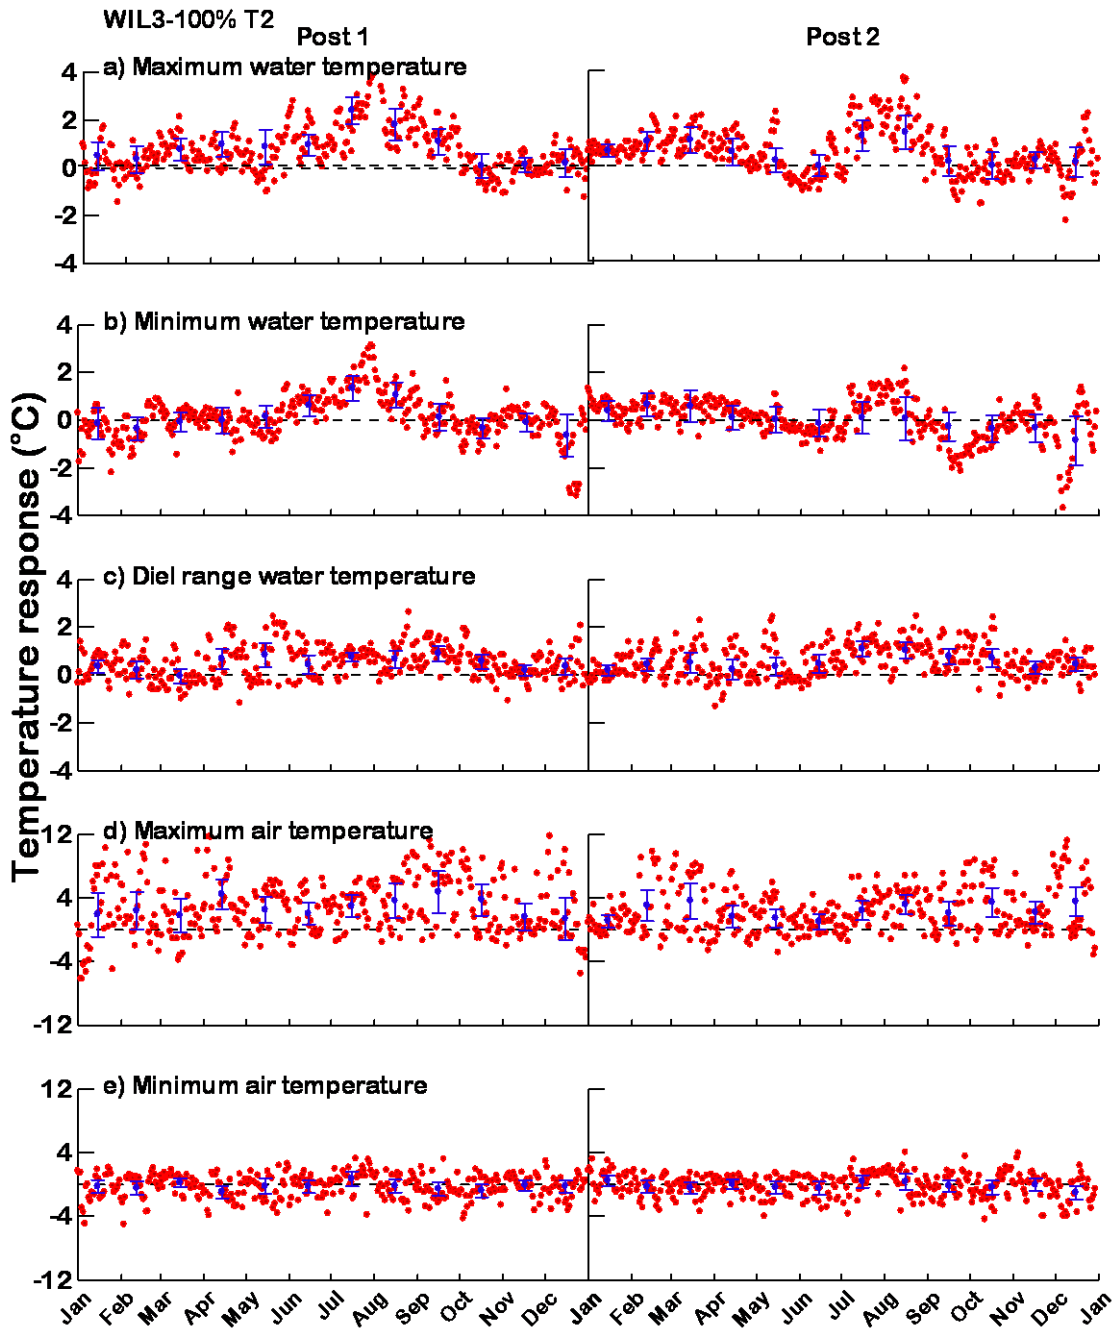 WIL3-100% T2
Post 1
Post 2
a) Maximum water temperature
4
2
0
-2
-4
b) Minimum water temperature
4
2
0
-2
-4
c) Diel range water temperature
4
2
0
-2
-4
d) Maximum air temperature
12
4
-4
-12
e) Minimum air temperature
12
4
-4
-12
Temperature response (°C)
Jan Feb Mar Apr May Jun Jul Aug Sep Oct Nov Dec Jan Feb Mar Apr May Jun Jul Aug Sep Oct Nov Dec Jan